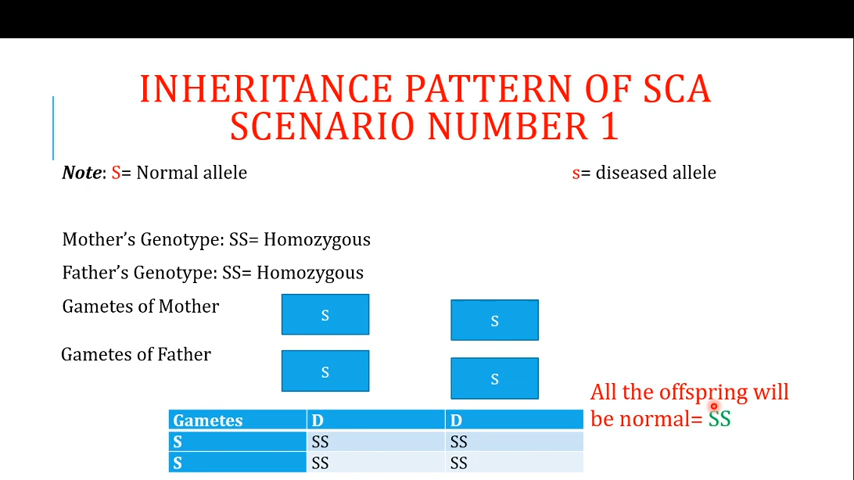 INHERITANCE PATTERN OF SCA
SCENARIO NUMBER 1
Note: S= Normal allele s= diseased allele
Mother's Genotype: SS= Homozygous
Father's Genotype: SS= Homozygous
Gametes of Mother S S
Gametes of Father S S
All the offspring will
be normal= SS
Gametes D D
S SS SS
S SS SS